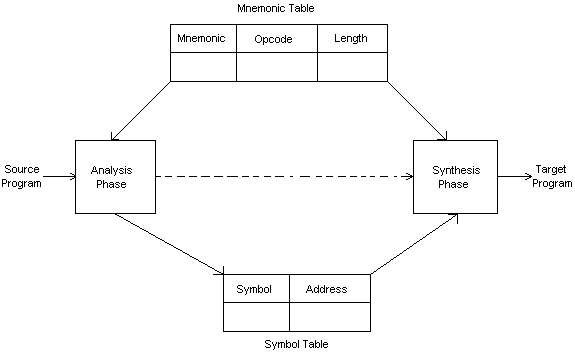 Mnemonic Table
Mnemonic Opcode Length
Source
Program
Analysis
Phase
Synthesis
Phase
Target
Program
Symbol Address
Symbol Table